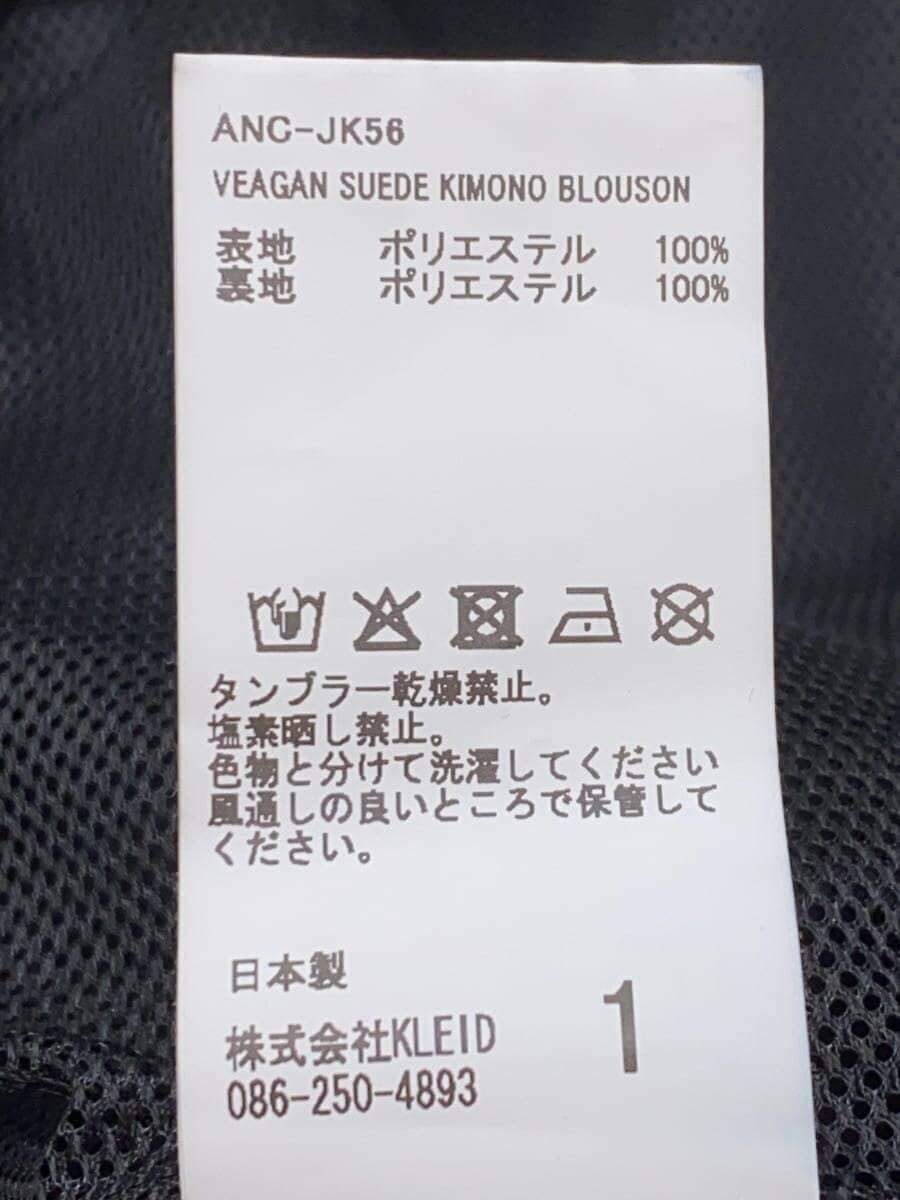 ANC-JK56
VEAGAN SUEDE KIMONO BLOUSON
表地 ポリエステル 100%
裏地 ポリエステル 100%
タンブラー乾燥禁止。
塩素晒し禁止。
色物と分けて洗濯してください
風通しの良いところで保管して
ください。
日本製
株式会社KLEID
086-250-4893
1